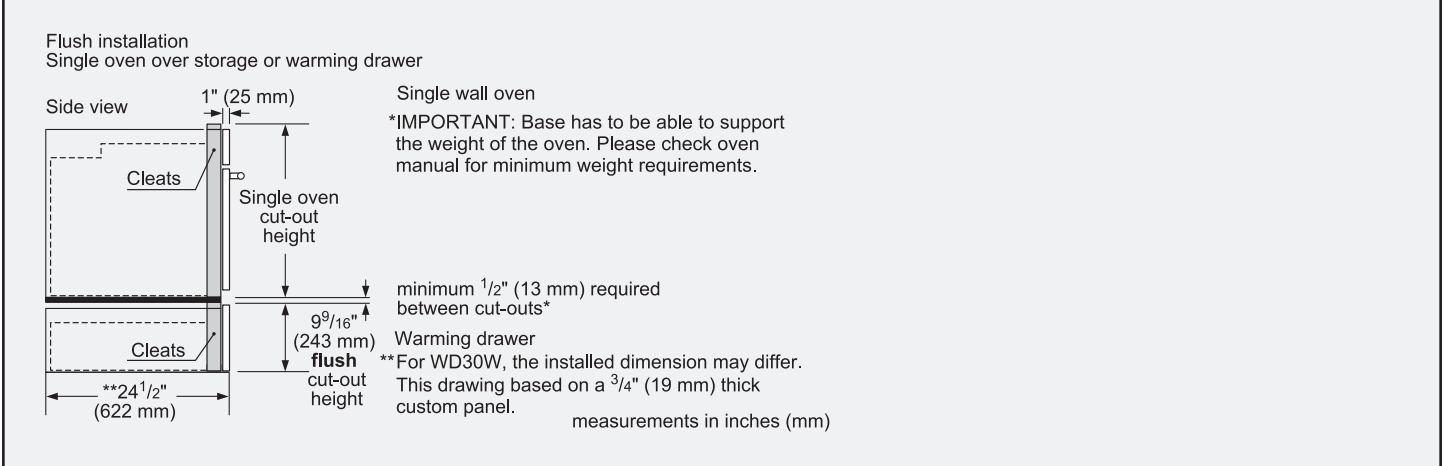 Flush installation
Single oven over storage or warming drawer
Side view
1" (25 mm)
Cleats
Single oven
cut-out
height
Single wall oven
*IMPORTANT: Base has to be able to support
the weight of the oven. Please check oven
manual for minimum weight requirements.
minimum 1/2" (13 mm) required
between cut-outs*
9 9/16"
(243 mm)
flush
cut-out
height
Cleats
**24 1/2"
(622 mm)
Warming drawer
**For WD30W, the installed dimension may differ.
This drawing based on a 3/4" (19 mm) thick
custom panel.
measurements in inches (mm)